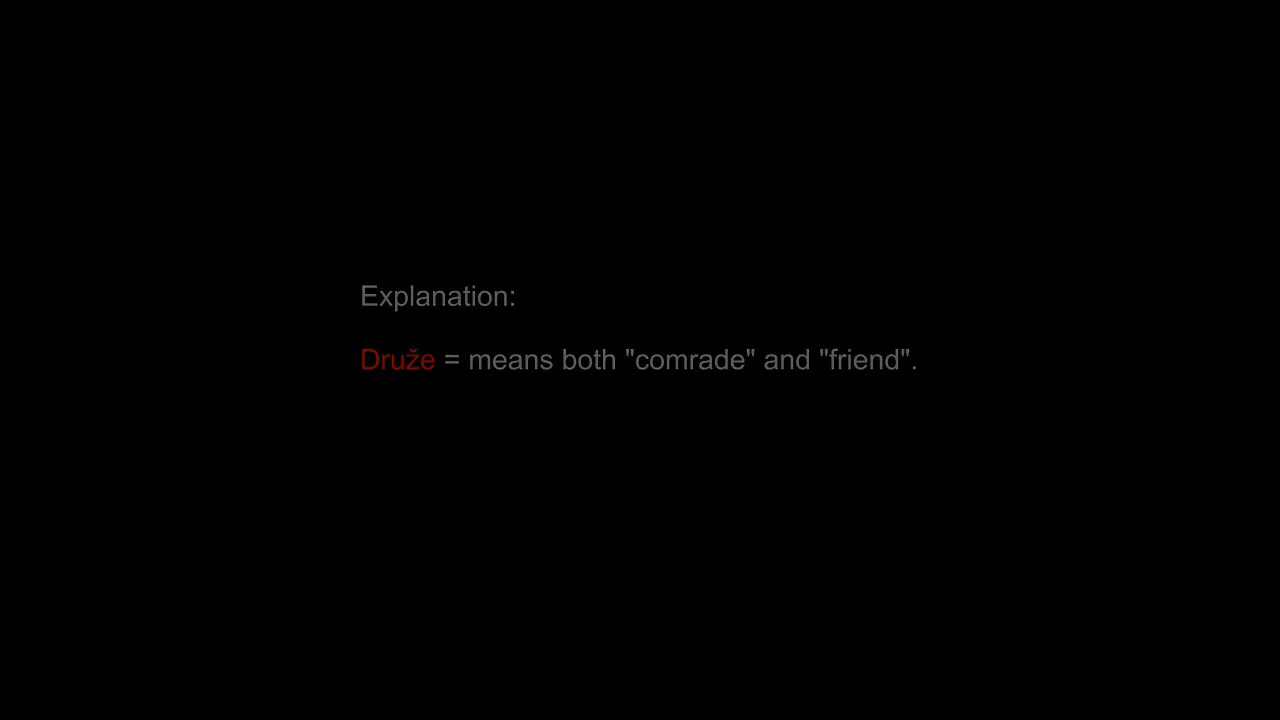 Explanation:
Druže = means both "comrade" and "friend".